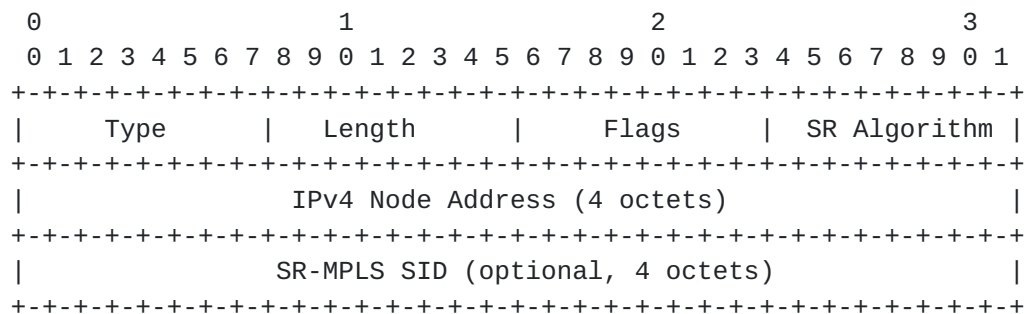 0                   1                   2                   3
 0 1 2 3 4 5 6 7 8 9 0 1 2 3 4 5 6 7 8 9 0 1 2 3 4 5 6 7 8 9 0 1
+-+-+-+-+-+-+-+-+-+-+-+-+-+-+-+-+-+-+-+-+-+-+-+-+-+-+-+-+-+-+-+-+
|     Type      |   Length      |     Flags     |  SR Algorithm |
+-+-+-+-+-+-+-+-+-+-+-+-+-+-+-+-+-+-+-+-+-+-+-+-+-+-+-+-+-+-+-+-+
|                 IPv4 Node Address (4 octets)                  |
+-+-+-+-+-+-+-+-+-+-+-+-+-+-+-+-+-+-+-+-+-+-+-+-+-+-+-+-+-+-+-+-+
|                SR-MPLS SID (optional, 4 octets)               |
+-+-+-+-+-+-+-+-+-+-+-+-+-+-+-+-+-+-+-+-+-+-+-+-+-+-+-+-+-+-+-+-+